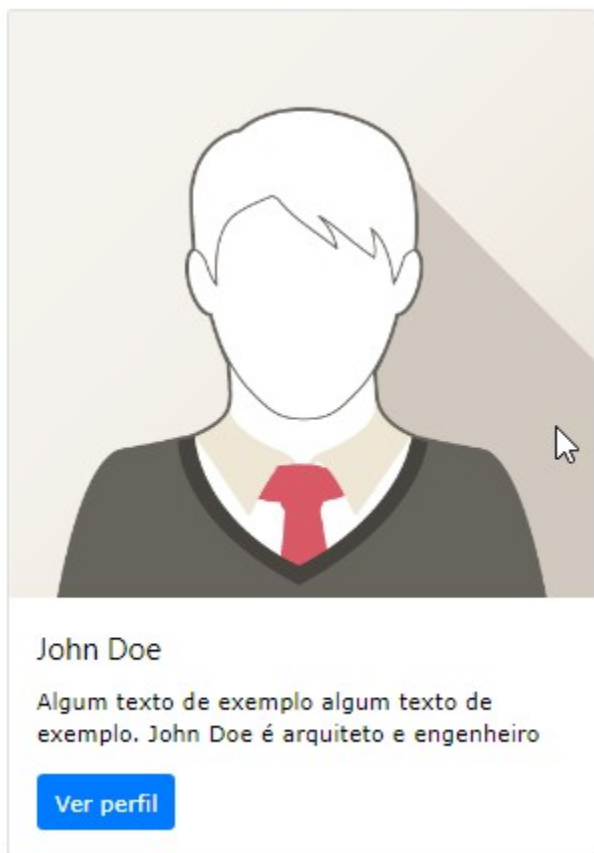 John Doe
Algum texto de exemplo algum texto de
exemplo. John Doe é arquiteto e engenheiro
Ver perfil